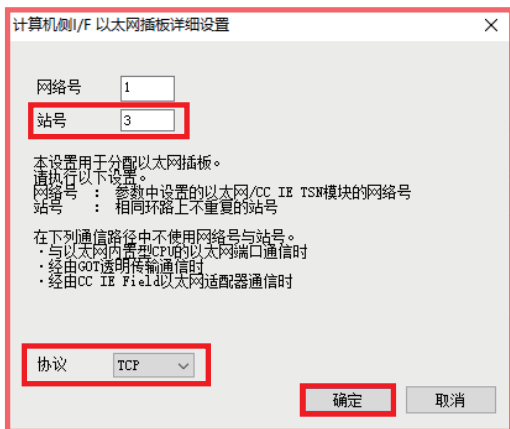 计算机侧I/F 以太网插板详细设置
网络号 1
站号 3
本设置用于分配以太网插板。
请执行以下设置。
网络号 : 参数中设置的以太网/CC IE TSN模块的网络号
站号 : 相同环路上不重复的站号
在下列通信路径中不使用网络号与站号。
·与以太网内置型CPU的以太网端口通信时
·经由GOT透明传输通信时
·经由CC IE Field以太网适配器通信时
协议 TCP
确定 取消